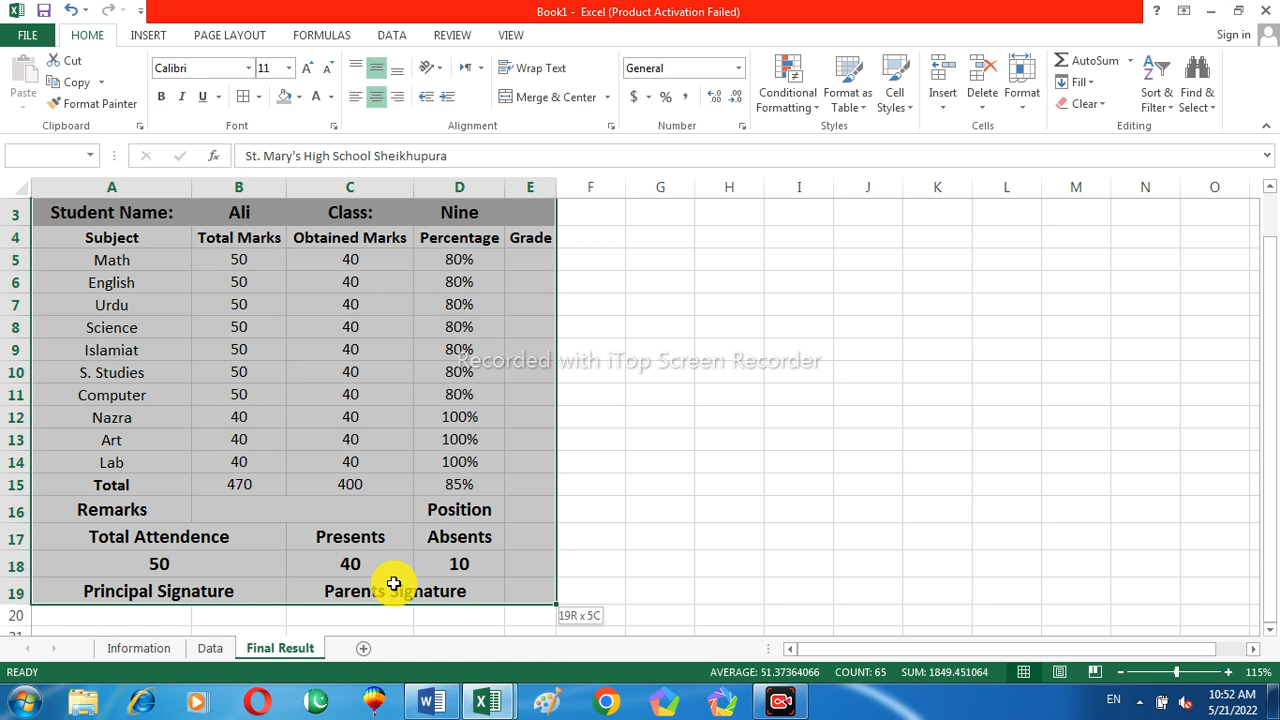 Book1 - Excel (Product Activation Failed)
FILE HOME INSERT PAGE LAYOUT FORMULAS DATA REVIEW VIEW Sign in
Cut
Copy
Format Painter
Paste
Calibri 11
B I U
Wrap Text
Merge & Center
General
$ % ,
Conditional Formatting
Format as Table
Cell Styles
Insert
Delete
Format
AutoSum
Fill
Clear
Sort & Filter
Find & Select
Clipboard Font Alignment Number Styles Cells Editing
St. Mary's High School Sheikhupura
A B C D E F G H I J K L M N O
3 Student Name: Ali Class: Nine
4 Subject Total Marks Obtained Marks Percentage Grade
5 Math 50 40 80%
6 English 50 40 80%
7 Urdu 50 40 80%
8 Science 50 40 80%
9 Islamiat 50 40 80%
Recorded with iTop Screen Recorder
10 S. Studies 50 40 80%
11 Computer 50 40 80%
12 Nazra 40 40 100%
13 Art 40 40 100%
14 Lab 40 40 100%
15 Total 470 400 85%
16 Remarks Position
17 Total Attendence Presents Absents
18 50 40 10
19 Principal Signature Parents Signature
20 19R x 5C
21
Information Data Final Result
READY AVERAGE: 51.37364066 COUNT: 65 SUM: 1849.451064 115%
EN 10:52 AM
5/21/2022